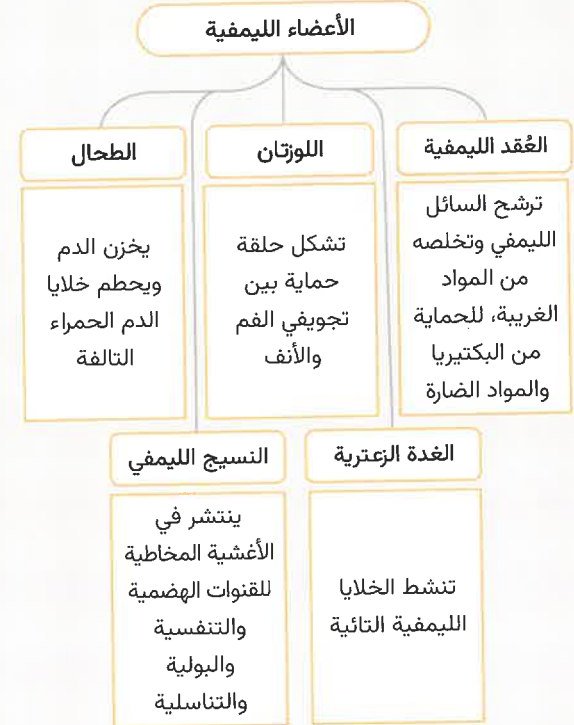 الأعضاء الليمفية
العُقد الليمفية
ترشح السائل
الليمفي وتخلصه
من المواد
الغريبة، للحماية
من البكتيريا
والمواد الضارة
اللوزتان
تشكل حلقة
حماية بين
تجويفي الفم
والأنف
الطحال
يخزن الدم
ويحطم خلايا
الدم الحمراء
التالفة
الغدة الزعترية
تنشط الخلايا
الليمفية التائية
النسيج الليمفي
ينتشر في
الأغشية المخاطية
للقنوات الهضمية
والتنفسية
والبولية
والتناسلية